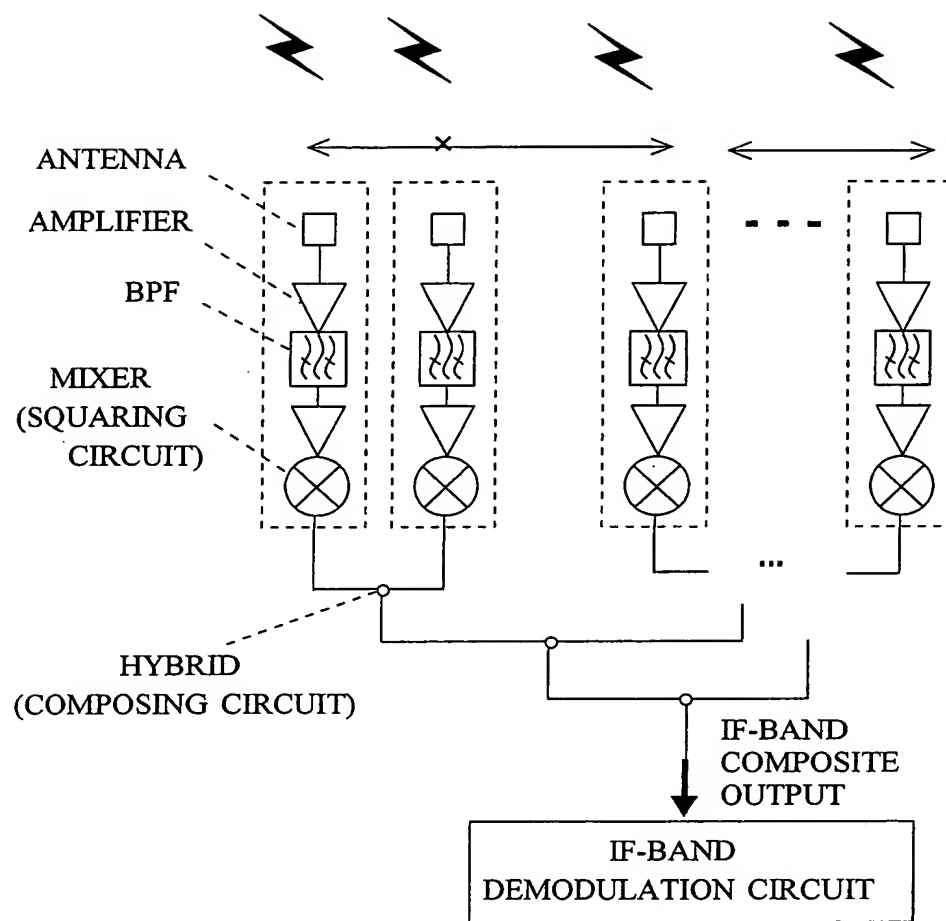 ANTENNA
AMPLIFIER
BPF
MIXER
(SQUARING
CIRCUIT)
HYBRID
(COMPOSING CIRCUIT)
IF-BAND
COMPOSITE
OUTPUT
IF-BAND
DEMODULATION CIRCUIT